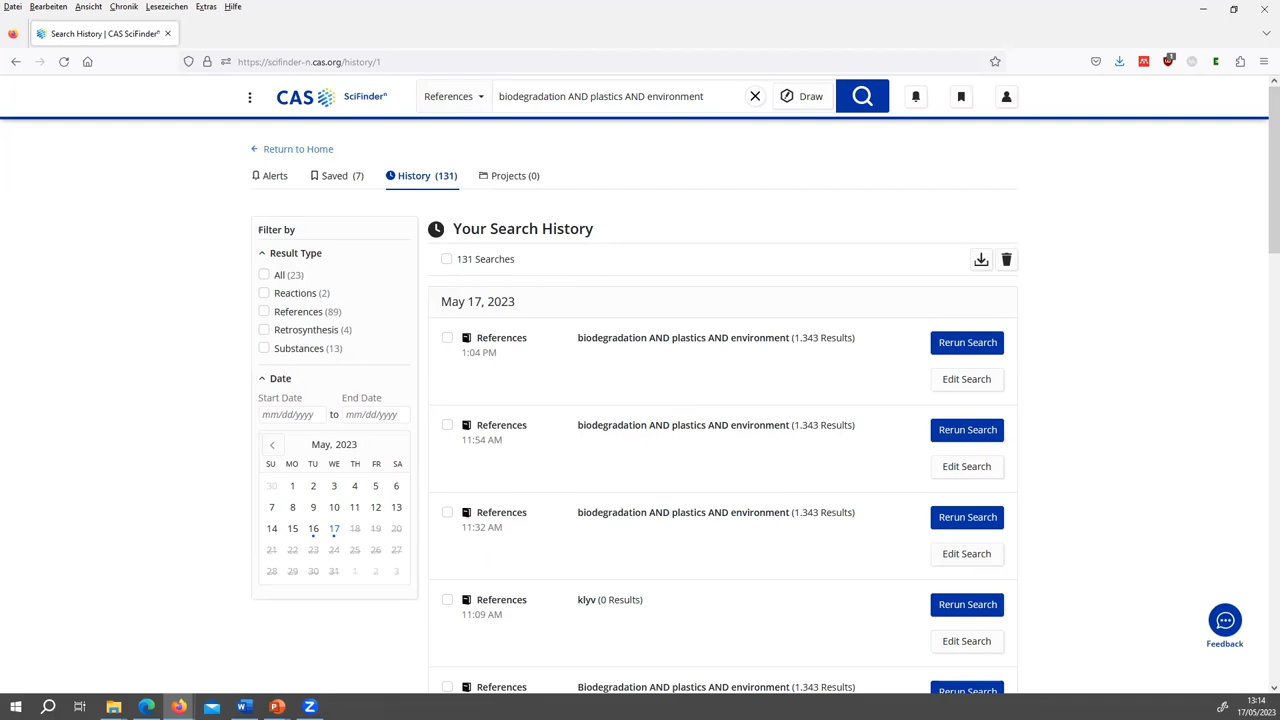 Datei Bearbeiten Ansicht Chronik Lesezeichen Extras Hilfe
Search History | CAS SciFinderⁿ
https://scifinder-n.cas.org/history/1
CAS SciFinderⁿ References biodegradation AND plastics AND environment Draw
Return to Home
Alerts Saved (7) History (131) Projects (0)
Filter by
Result Type
All (23)
Reactions (2)
References (89)
Retrosynthesis (4)
Substances (13)
Date
Start Date End Date
mm/dd/yyyy to mm/dd/yyyy
May, 2023
SU MO TU WE TH FR SA
30 1 2 3 4 5 6
7 8 9 10 11 12 13
14 15 16 17 18 19 20
21 22 23 24 25 26 27
28 29 30 31 1 2 3
Your Search History
131 Searches
May 17, 2023
References biodegradation AND plastics AND environment (1.343 Results) Rerun Search
1:04 PM
Edit Search
References biodegradation AND plastics AND environment (1.343 Results) Rerun Search
11:54 AM
Edit Search
References biodegradation AND plastics AND environment (1.343 Results) Rerun Search
11:32 AM
Edit Search
References klyv (0 Results) Rerun Search
11:09 AM
Edit Search
References Biodegradation AND plastics AND environment (1.343 Results) Rerun Search
Feedback
13:14
17/05/2023